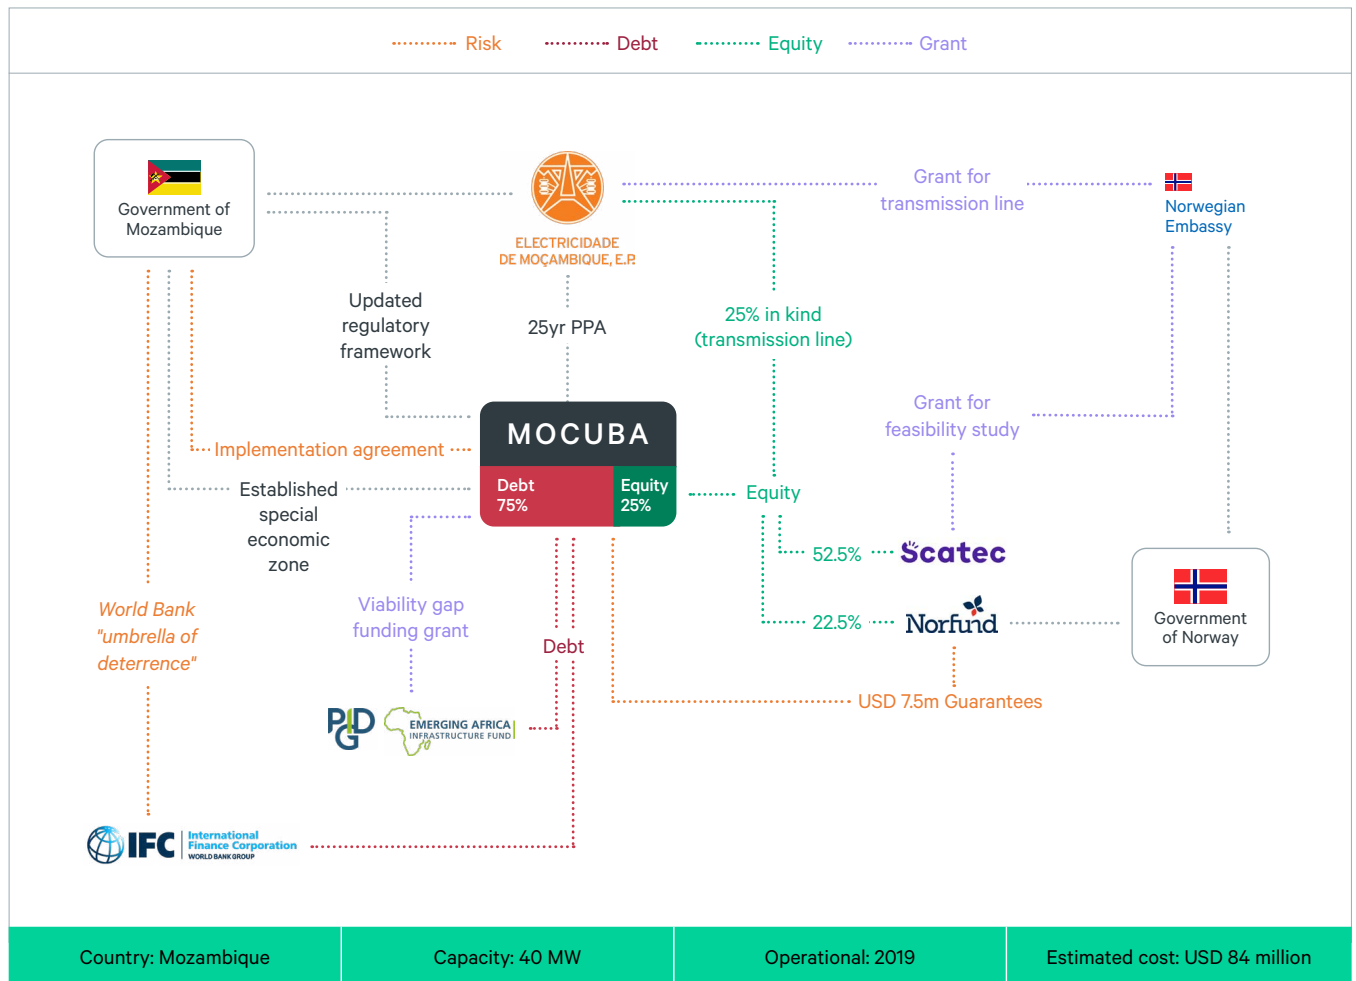 Risk
Debt
Equity
Grant
Government of
Mozambique
ELECTRICIDADE
DE MOÇAMBIQUE, E.P.
Grant for
transmission line
Norwegian
Embassy
Updated
regulatory
framework
25yr PPA
25% in kind
(transmission line)
Grant for
feasibility study
MOCUBA
Debt
75%
Equity
25%
Implementation agreement
Established
special
economic
zone
Equity
52.5%
Scatec
22.5%
Norfund
Government
of Norway
World Bank
"umbrella of
deterrence"
Viability gap
funding grant
Debt
USD 7.5m Guarantees
PIDG
EMERGING AFRICA
INFRASTRUCTURE FUND
IFC
International
Finance Corporation
WORLD BANK GROUP
Country: Mozambique
Capacity: 40 MW
Operational: 2019
Estimated cost: USD 84 million